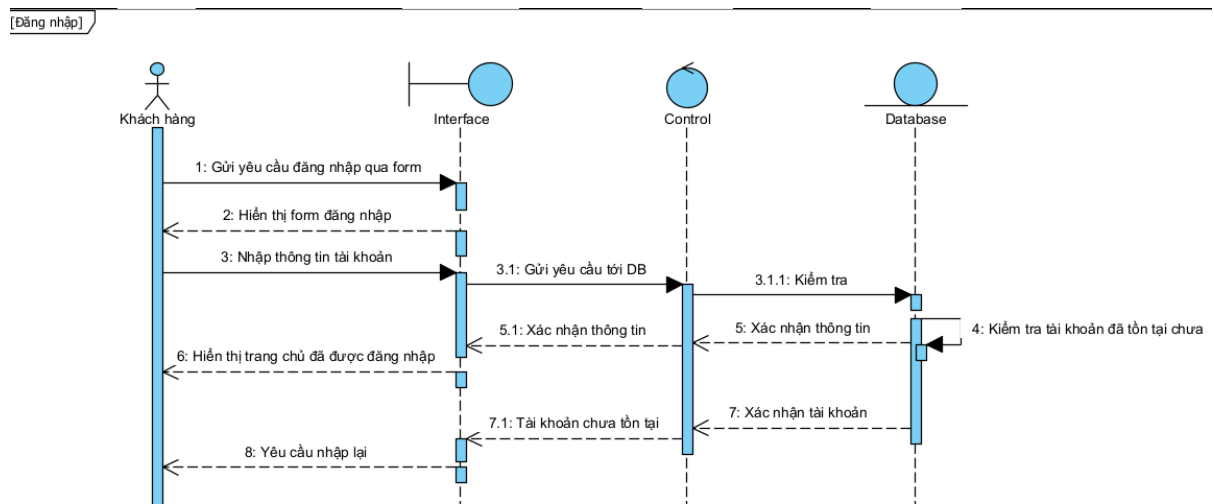 [Đăng nhập]
Khách hàng
Interface
Control
Database
1: Gửi yêu cầu đăng nhập qua form
2: Hiển thị form đăng nhập
3: Nhập thông tin tài khoản
3.1: Gửi yêu cầu tới DB
3.1.1: Kiểm tra
4: Kiểm tra tài khoản đã tồn tại chưa
5: Xác nhận thông tin
5.1: Xác nhận thông tin
6: Hiển thị trang chủ đã được đăng nhập
7: Xác nhận tài khoản
7.1: Tài khoản chưa tồn tại
8: Yêu cầu nhập lại